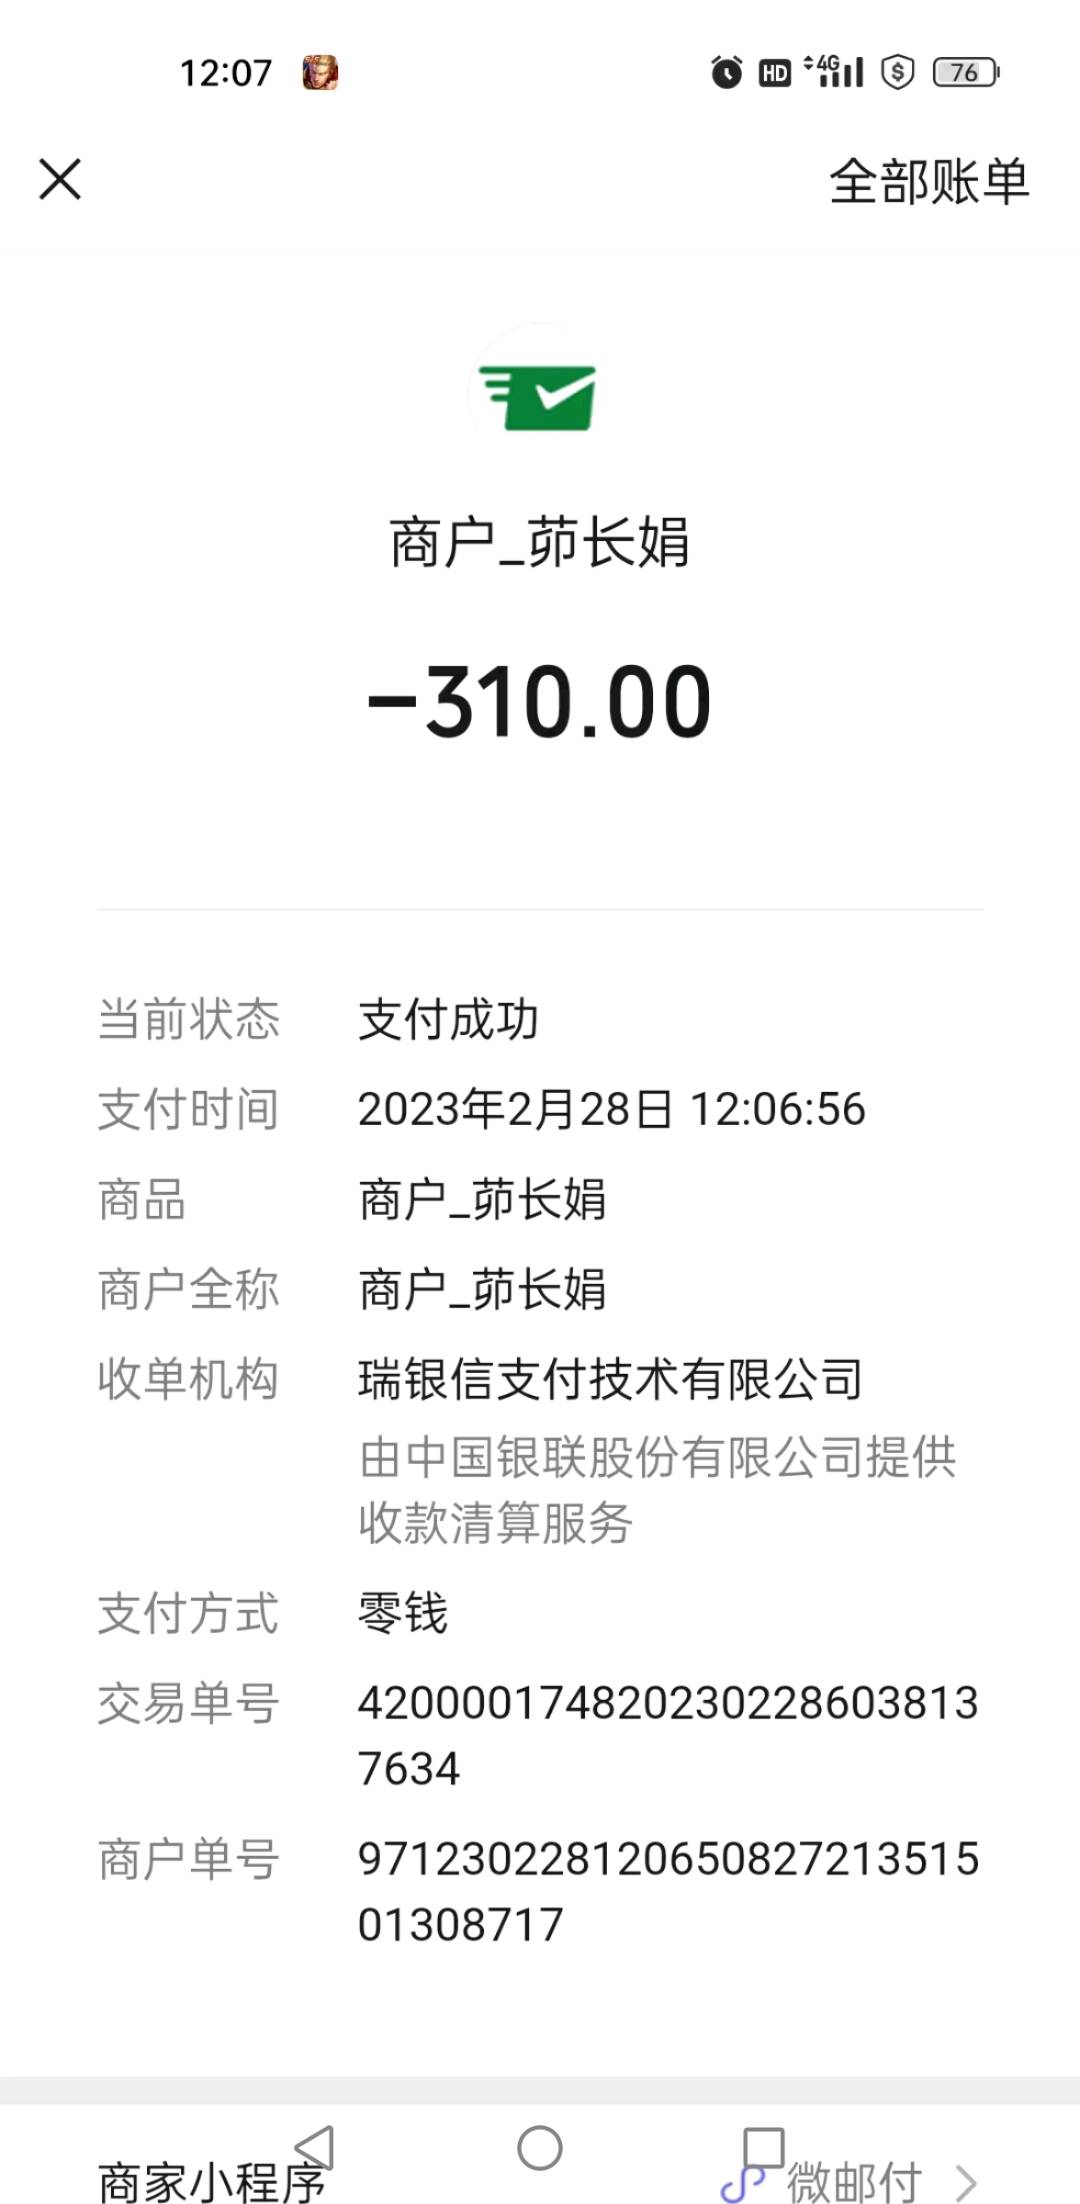 12:07
HD 4G $ 76
全部账单
商户_茆长娟
-310.00
当前状态 支付成功
支付时间 2023年2月28日 12:06:56
商品 商户_茆长娟
商户全称 商户_茆长娟
收单机构 瑞银信支付技术有限公司
由中国银联股份有限公司提供
收款清算服务
支付方式 零钱
交易单号 420000174820230228603813
7634
商户单号 971230228120650827213515
01308717
商家小程序 微邮付